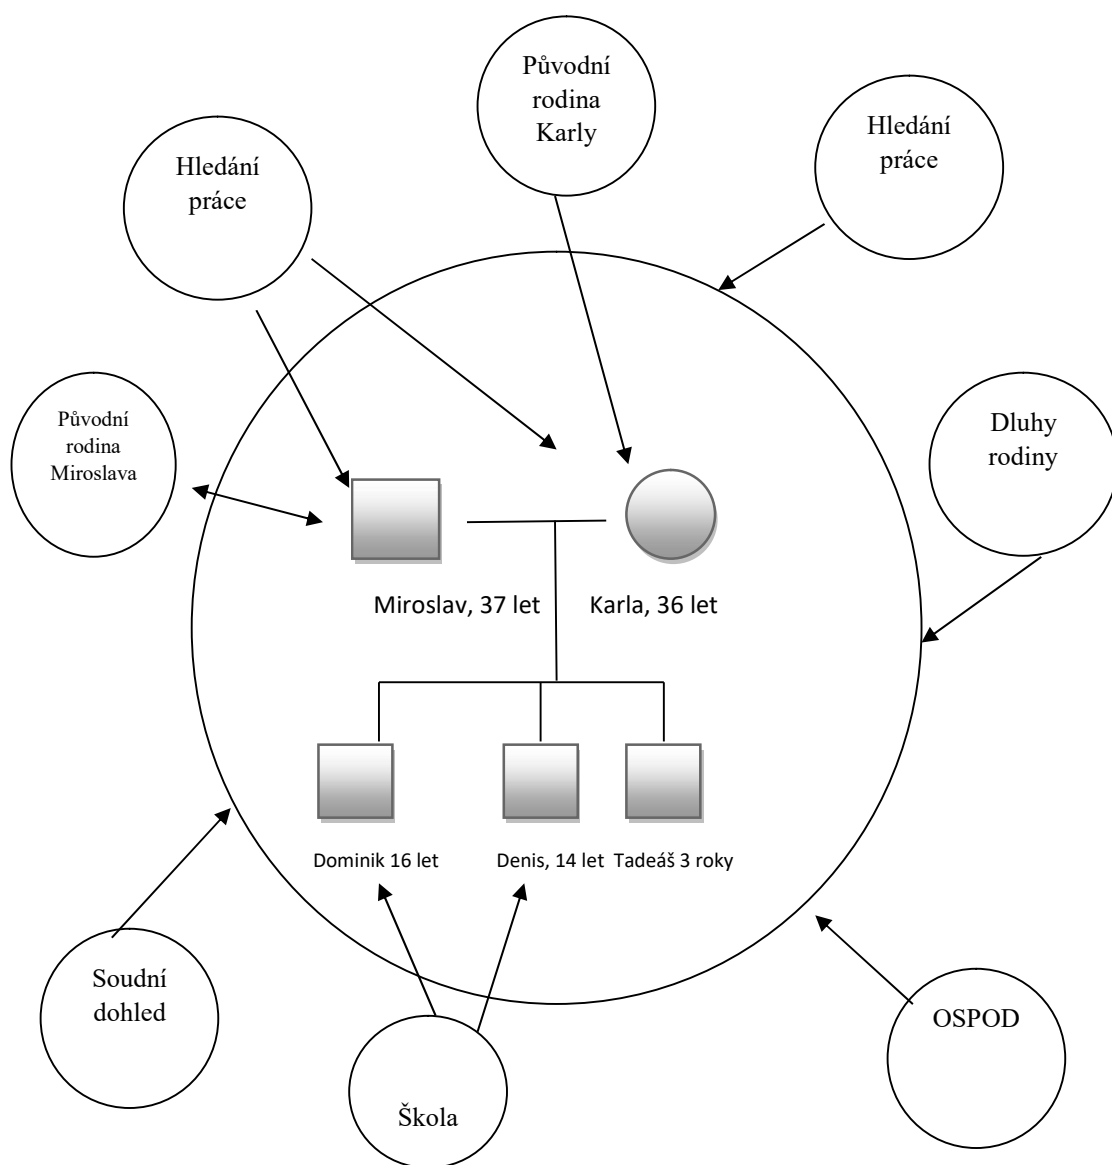 Původní
rodina
Karly
Hledání
práce
Hledání
práce
Původní
rodina
Miroslava
Dluhy
rodiny
Miroslav, 37 let
Karla, 36 let
Dominik 16 let
Denis, 14 let
Tadeáš 3 roky
Soudní
dohled
OSPOD
Škola